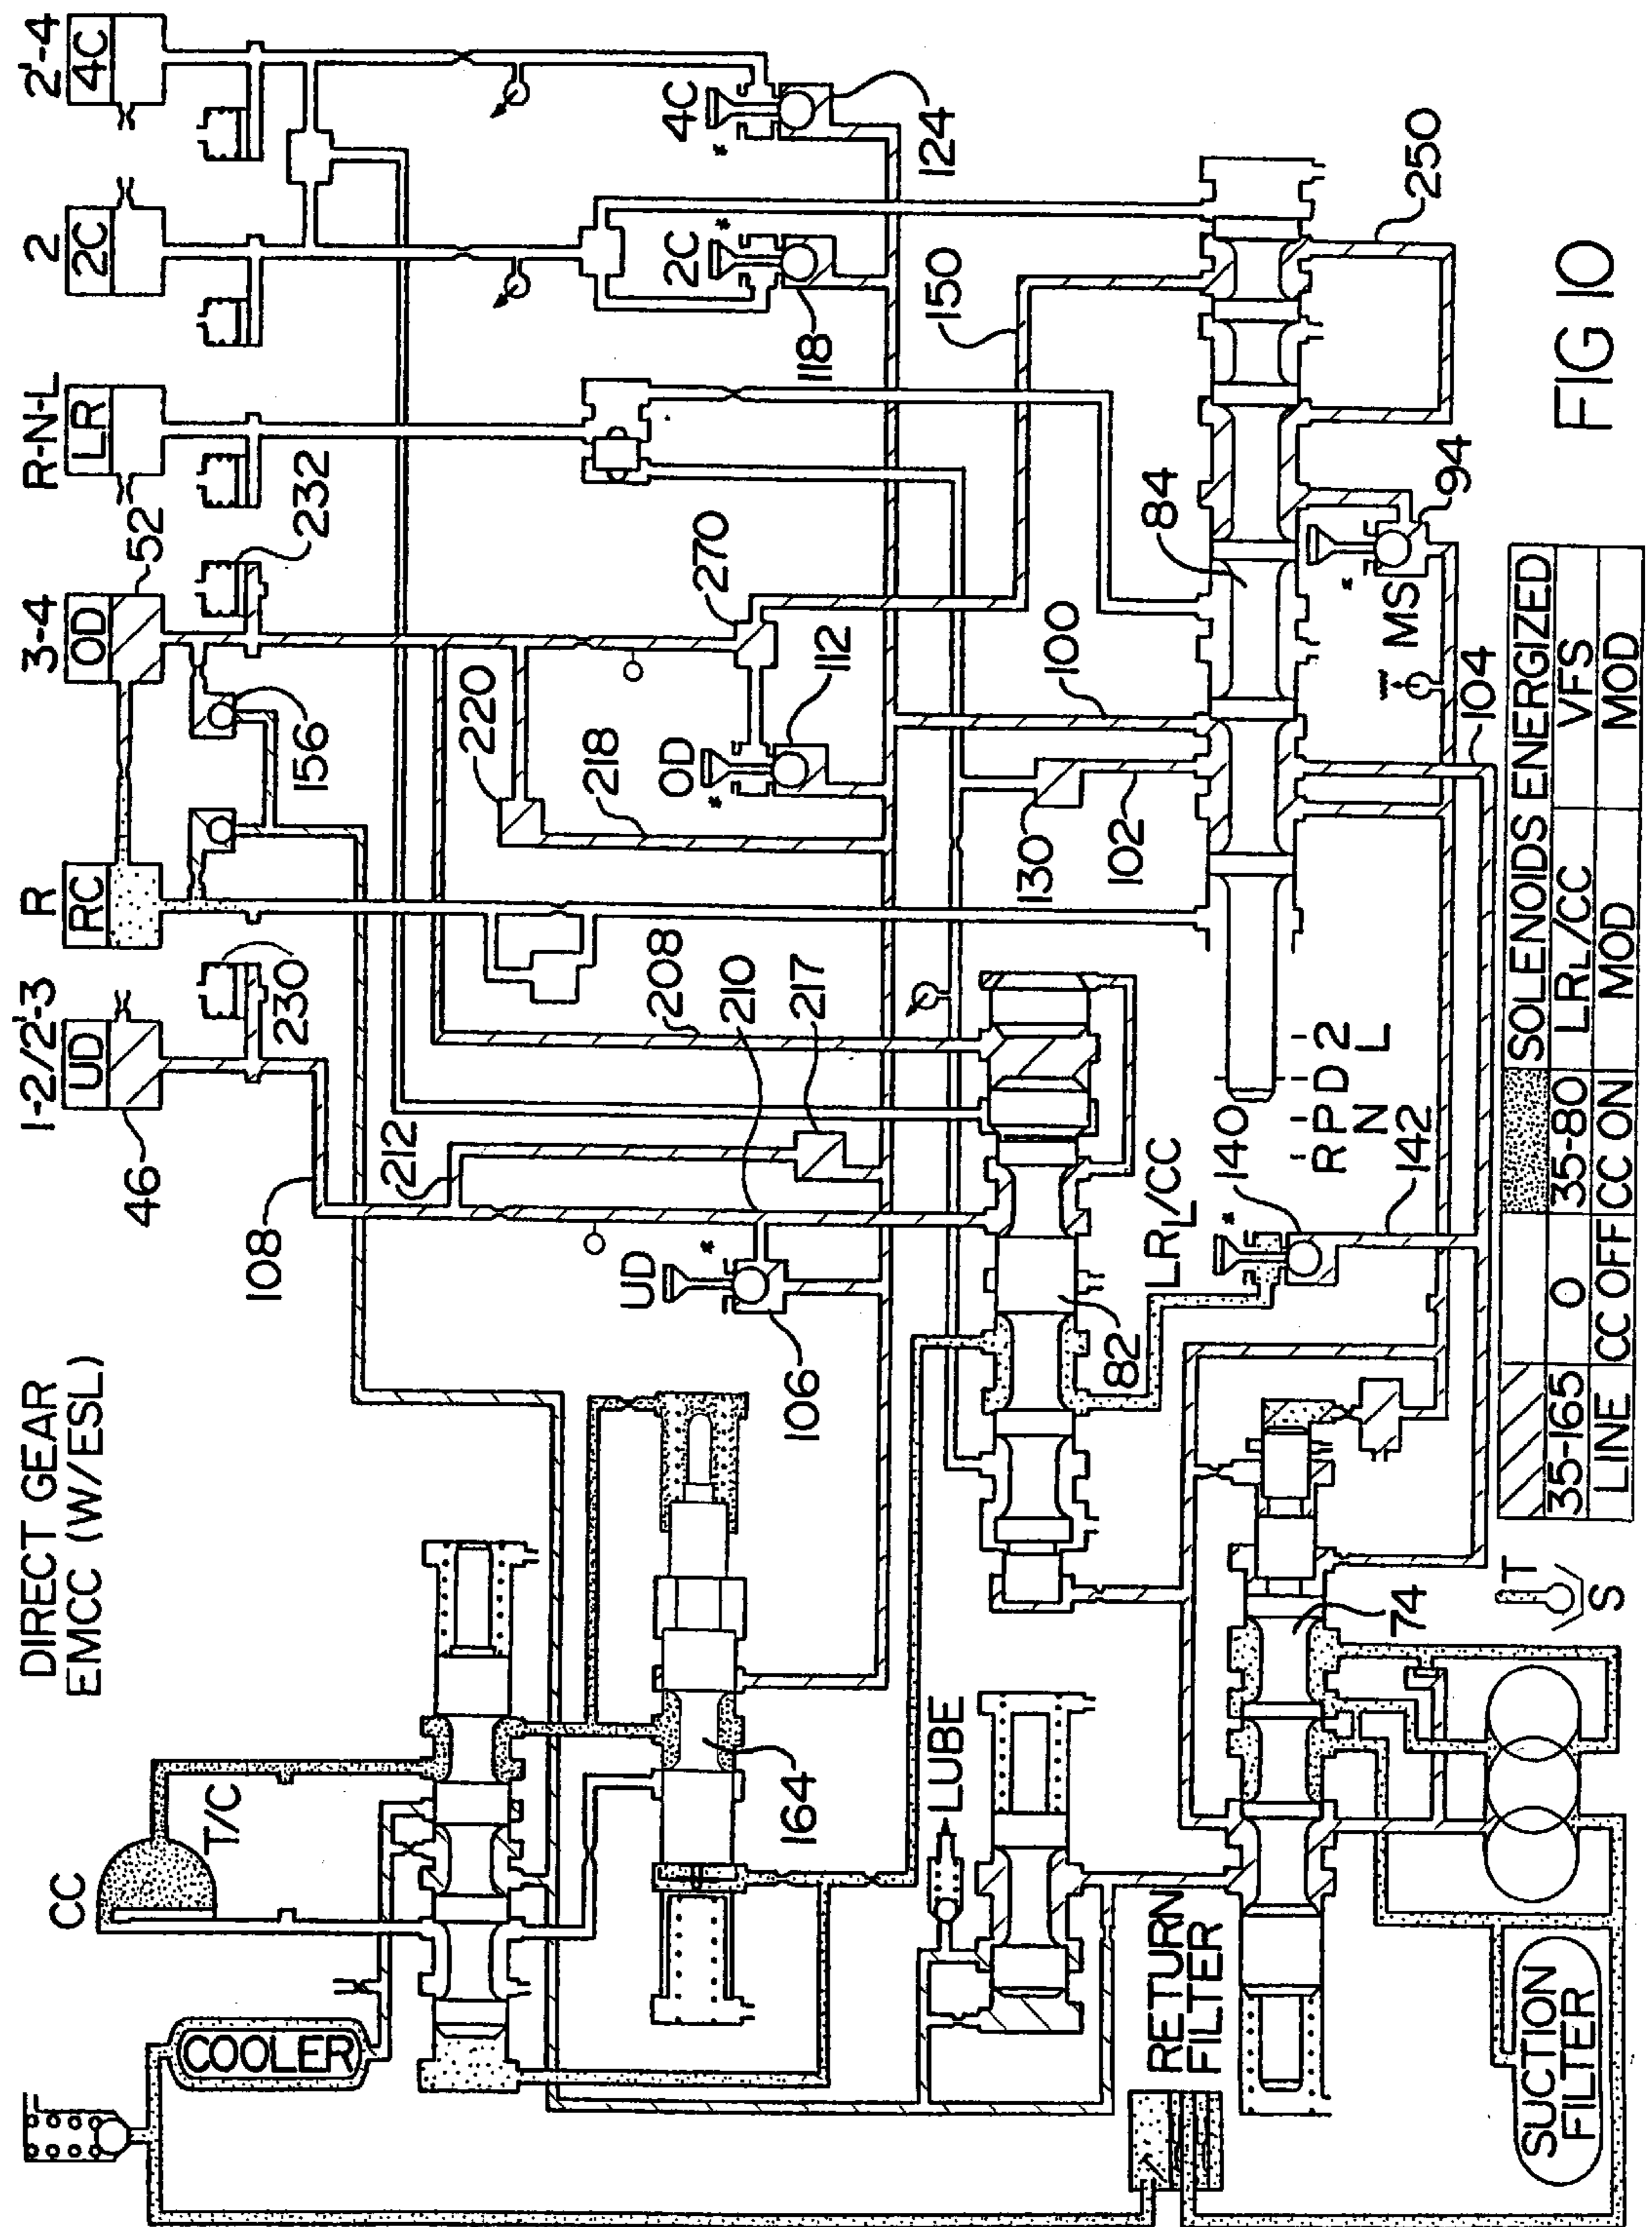 DIRECT GEAR
EMCC (W/ESL)
1-2/2'-3
R
3-4
R-N-L
2
2'-4
UD
RC
OD
LR
2C
4C
46
52
230
156
232
108
212
208
210
217
220
218
270
OD
112
UD
*
106
*
118
2C
*
4C
*
124
150
250
100
130
102
84
MS
*
94
104
CC
T/C
COOLER
164
LUBE
82
LRL/CC
140
*
142
R P D 2
N L
RETURN
FILTER
SUCTION
FILTER
74
T
S
SOLENOIDS ENERGIZED
35-165 0 35-80 LRL/CC VFS
LINE CC OFF CC ON MOD MOD
FIG 10